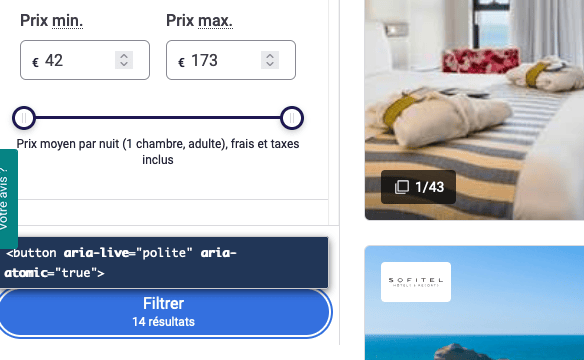 Prix min.
Prix max.
€ 42
€ 173
Prix moyen par nuit (1 chambre, adulte), frais et taxes
inclus
Votre avis ?
1/43
<button aria-live="polite" aria-
atomic="true">
Filtrer
14 résultats
SOFITEL
HOTELS & RESORTS